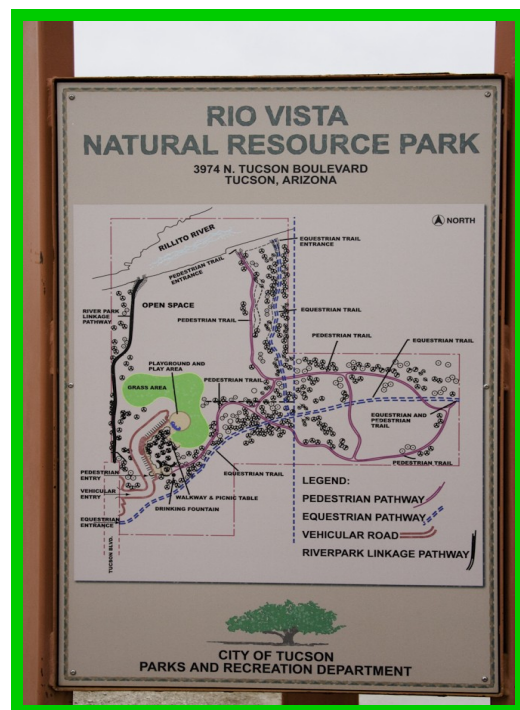 RIO VISTA
NATURAL RESOURCE PARK
3974 N. TUCSON BOULEVARD
TUCSON, ARIZONA
NORTH
RILLITO RIVER
EQUESTRIAN TRAIL
ENTRANCE
PEDESTRIAN TRAIL
ENTRANCE
OPEN SPACE
RIVER PARK
LINKAGE
PATHWAY
EQUESTRIAN TRAIL
PEDESTRIAN TRAIL
PEDESTRIAN TRAIL
EQUESTRIAN TRAIL
PLAYGROUND AND
PLAY AREA
PEDESTRIAN TRAIL
GRASS AREA
EQUESTRIAN AND
PEDESTRIAN
TRAIL
PEDESTRIAN TRAIL
PEDESTRIAN
ENTRY
EQUESTRIAN TRAIL
VEHICULAR
ENTRY
WALKWAY & PICNIC TABLE
DRINKING FOUNTAIN
EQUESTRIAN
ENTRANCE
TUCSON BLVD.
LEGEND:
PEDESTRIAN PATHWAY
EQUESTRIAN PATHWAY
VEHICULAR ROAD
RIVERPARK LINKAGE PATHWAY
CITY OF TUCSON
PARKS AND RECREATION DEPARTMENT